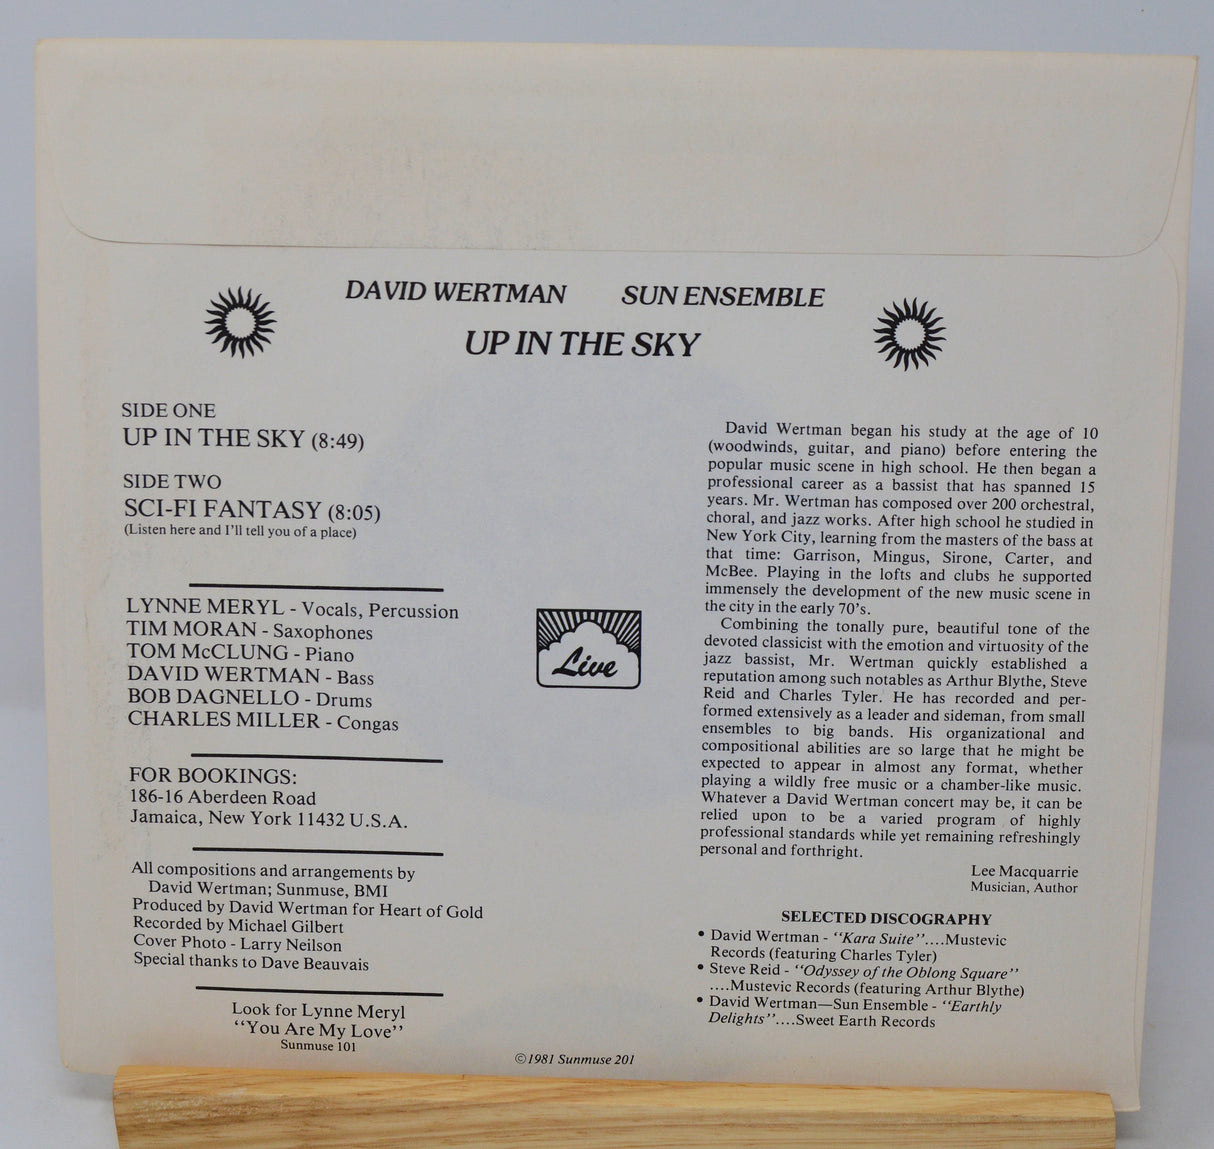 DAVID WERTMAN SUN ENSEMBLE
UP IN THE SKY
SIDE ONE
UP IN THE SKY (8:49)
SIDE TWO
SCI-FI FANTASY (8:05)
(Listen here and I'll tell you of a place)
LYNNE MERYL - Vocals, Percussion
TIM MORAN - Saxophones
TOM McCLUNG - Piano
DAVID WERTMAN - Bass
BOB DAGNELLO - Drums
CHARLES MILLER - Congas
FOR BOOKINGS:
186-16 Aberdeen Road
Jamaica, New York 11432 U.S.A.
All compositions and arrangements by
David Wertman; Sunmuse, BMI
Produced by David Wertman for Heart of Gold
Recorded by Michael Gilbert
Cover Photo - Larry Neilson
Special thanks to Dave Beauvais
Look for Lynne Meryl
"You Are My Love"
Sunmuse 101
Live
David Wertman began his study at the age of 10
(woodwinds, guitar, and piano) before entering the
popular music scene in high school. He then began a
professional career as a bassist that has spanned 15
years. Mr. Wertman has composed over 200 orchestral,
choral, and jazz works. After high school he studied in
New York City, learning from the masters of the bass at
that time: Garrison, Mingus, Sirone, Carter, and
McBee. Playing in the lofts and clubs he supported
immensely the development of the new music scene in
the city in the early 70's.
Combining the tonally pure, beautiful tone of the
devoted classicist with the emotion and virtuosity of the
jazz bassist, Mr. Wertman quickly established a
reputation among such notables as Arthur Blythe, Steve
Reid and Charles Tyler. He has recorded and per-
formed extensively as a leader and sideman, from small
ensembles to big bands. His organizational and
compositional abilities are so large that he might be
expected to appear in almost any format, whether
playing a wildly free music or a chamber-like music.
Whatever a David Wertman concert may be, it can be
relied upon to be a varied program of highly
professional standards while yet remaining refreshingly
personal and forthright.
Lee Macquarrie
Musician, Author
SELECTED DISCOGRAPHY
• David Wertman - "Kara Suite"....Mustevic
Records (featuring Charles Tyler)
• Steve Reid - "Odyssey of the Oblong Square"
....Mustevic Records (featuring Arthur Blythe)
• David Wertman—Sun Ensemble - "Earthly
Delights"....Sweet Earth Records
©1981 Sunmuse 201